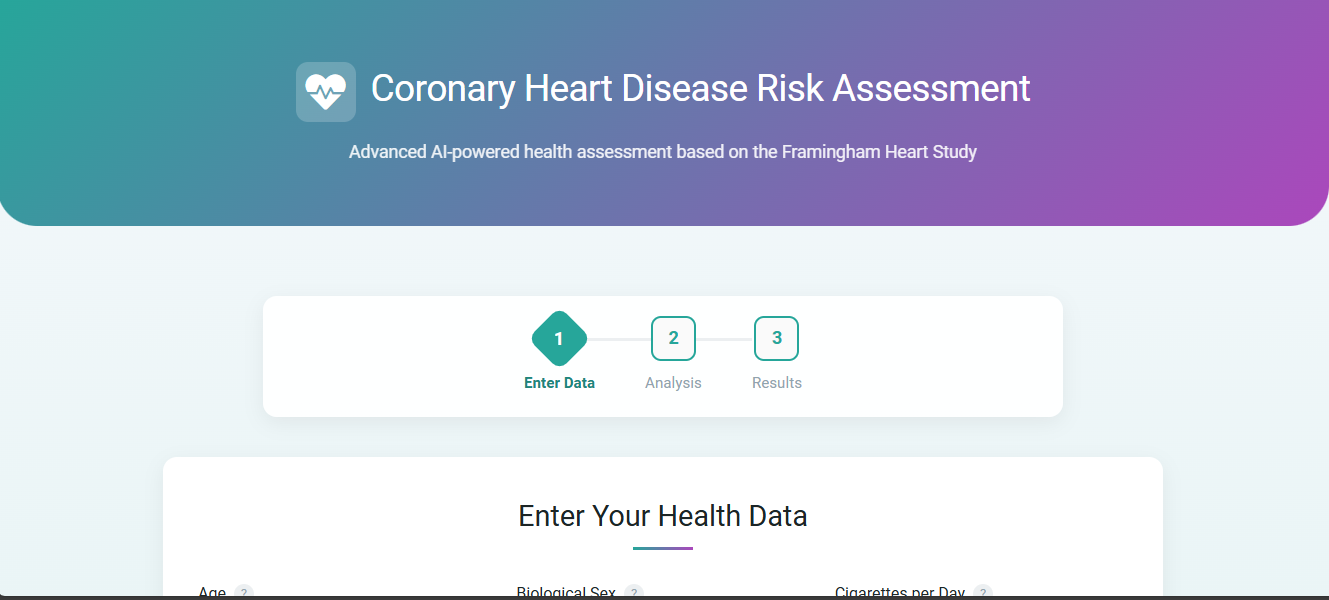 Coronary Heart Disease Risk Assessment
Advanced AI-powered health assessment based on the Framingham Heart Study
1 2 3
Enter Data Analysis Results
Enter Your Health Data
Age ? Biological Sex ? Cigarettes per Day ?